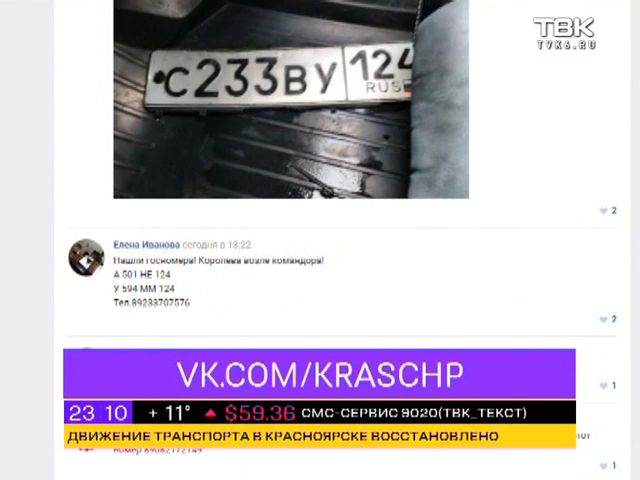 ТВК
TVK6.RU
С233ВУ 124
RUS
2
Елена Иванова сегодня в 13:22
Нашли госномера! Королева возле командора!
А 501 НЕ 124
У 594 ММ 124
Тел.89233707576
2
VK.COM/KRASCHP
1
23 10 + 11° $59.36 СМС-СЕРВИС 9020(ТВК_ТЕКСТ)
ДВИЖЕНИЕ ТРАНСПОРТА В КРАСНОЯРСКЕ ВОССТАНОВЛЕНО
1